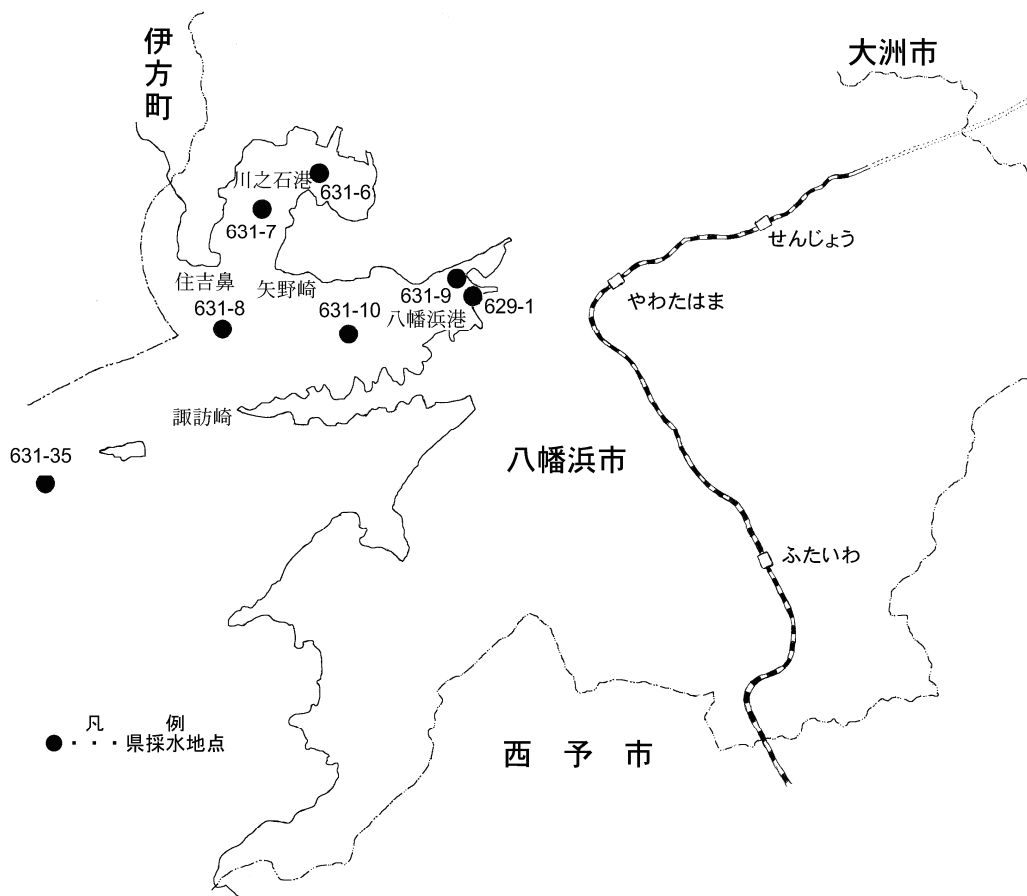 伊方町
大洲市
川之石港
631-6
631-7
せんじょう
住吉鼻
矢野崎
631-8
631-10
631-9
629-1
八幡浜港
やわたはま
諏訪崎
631-35
八幡浜市
ふたいわ
凡 例
●・・・県採水地点
西 予 市